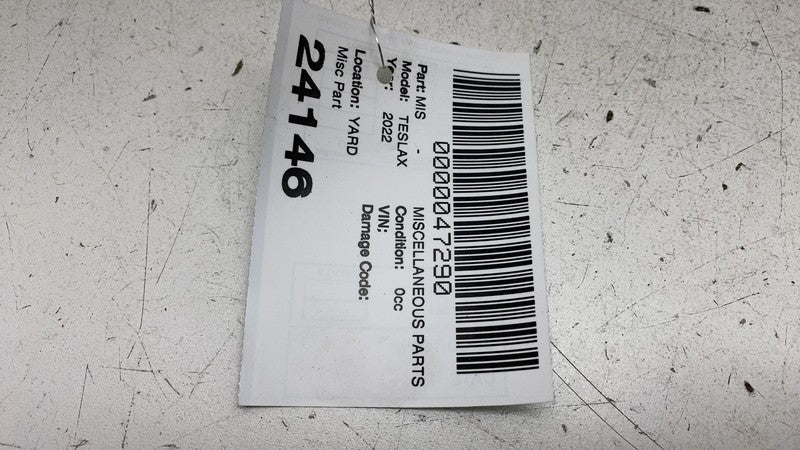 0000047290
Part: MIS - MISCELLANEOUS PARTS
Model: TESLAX Condition: 0cc
Year: 2022 VIN:
Damage Code:
Location: YARD
Misc Part
24146